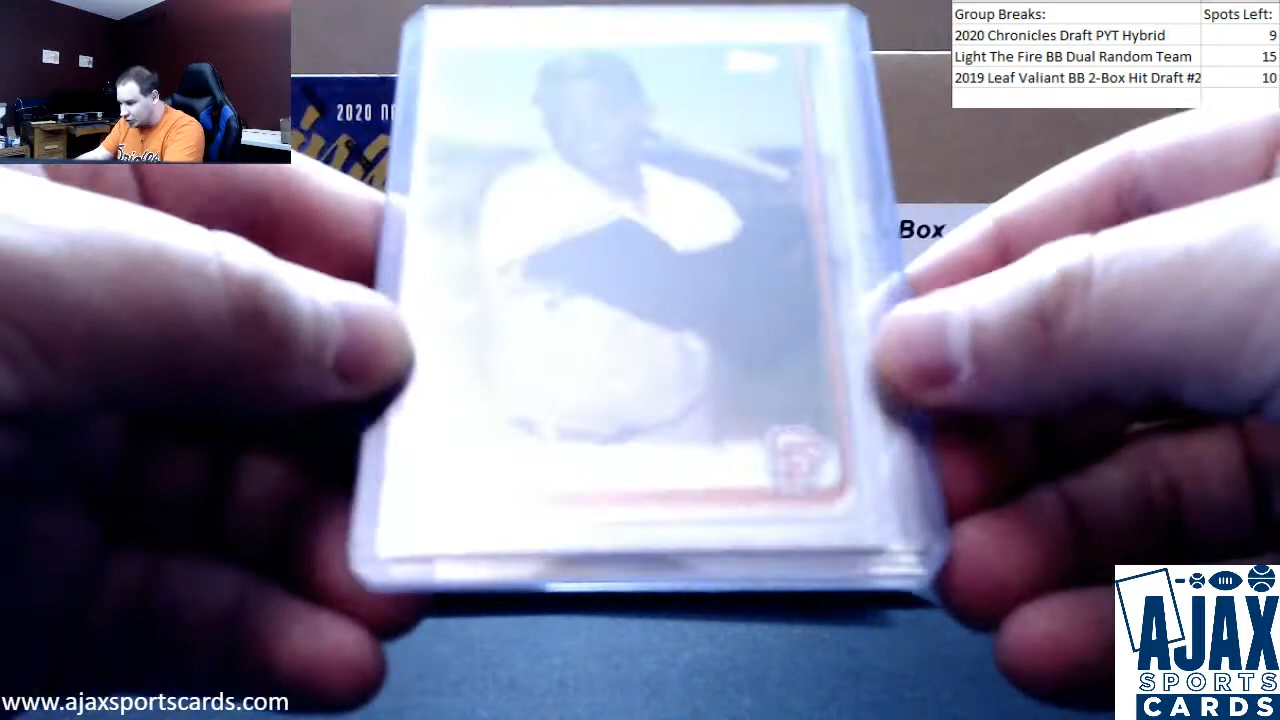 Group Breaks: Spots Left:
2020 Chronicles Draft PYT Hybrid 9
Light The Fire BB Dual Random Team 15
2019 Leaf Valiant BB 2-Box Hit Draft #2 10
2020 N
Box
AJAX
SPORTS
CARDS
www.ajaxsportscards.com